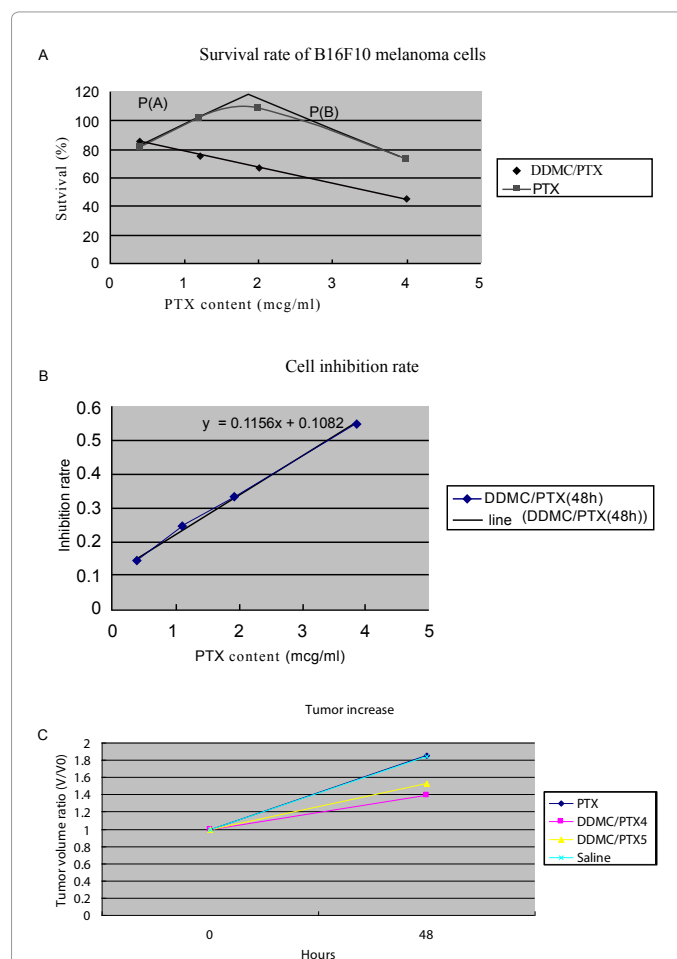 A
Survival rate of B16F10 melanoma cells
120
100
80
60
40
20
0
P(A)
P(B)
Sutvival (%)
0 1 2 3 4 5
PTX content (mcg/ml)
DDMC/PTX
PTX
B
Cell inhibition rate
0.6
0.5
0.4
0.3
0.2
0.1
0
y = 0.1156x + 0.1082
Inhibition ratre
0 1 2 3 4 5
PTX content (mcg/ml)
DDMC/PTX(48h)
line (DDMC/PTX(48h))
Tumor increase
C
2
1.8
1.6
1.4
1.2
1
0.8
0.6
0.4
0.2
0
Tumor volume ratio (V/V0)
0 48
Hours
PTX
DDMC/PTX4
DDMC/PTX5
Saline